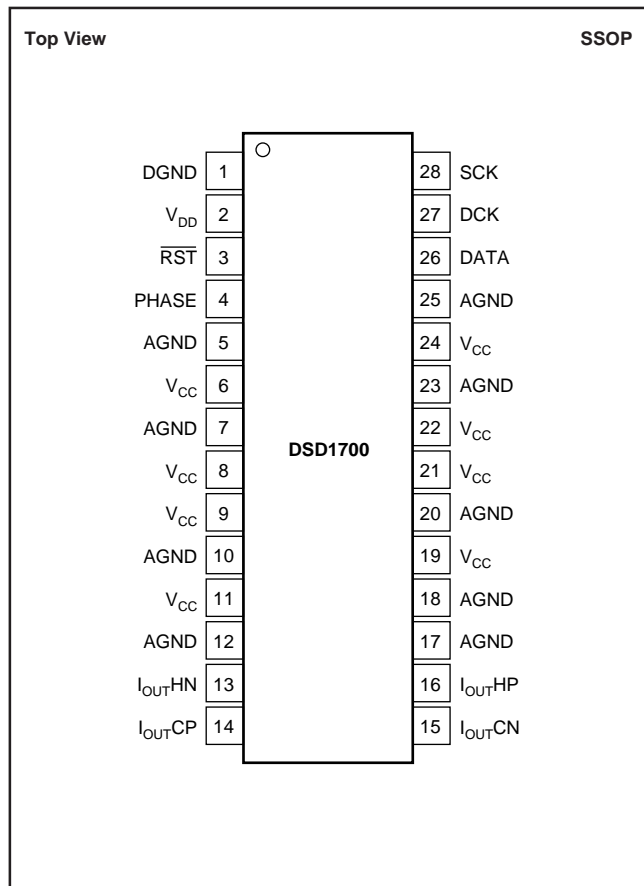 Top View SSOP
DGND 1 28 SCK
VDD 2 27 DCK
R̅S̅T̅ 3 26 DATA
PHASE 4 25 AGND
AGND 5 24 VCC
VCC 6 23 AGND
AGND 7 22 VCC
DSD1700
VCC 8 21 VCC
VCC 9 20 AGND
AGND 10 19 VCC
VCC 11 18 AGND
AGND 12 17 AGND
IOUTHN 13 16 IOUTHP
IOUTCP 14 15 IOUTCN